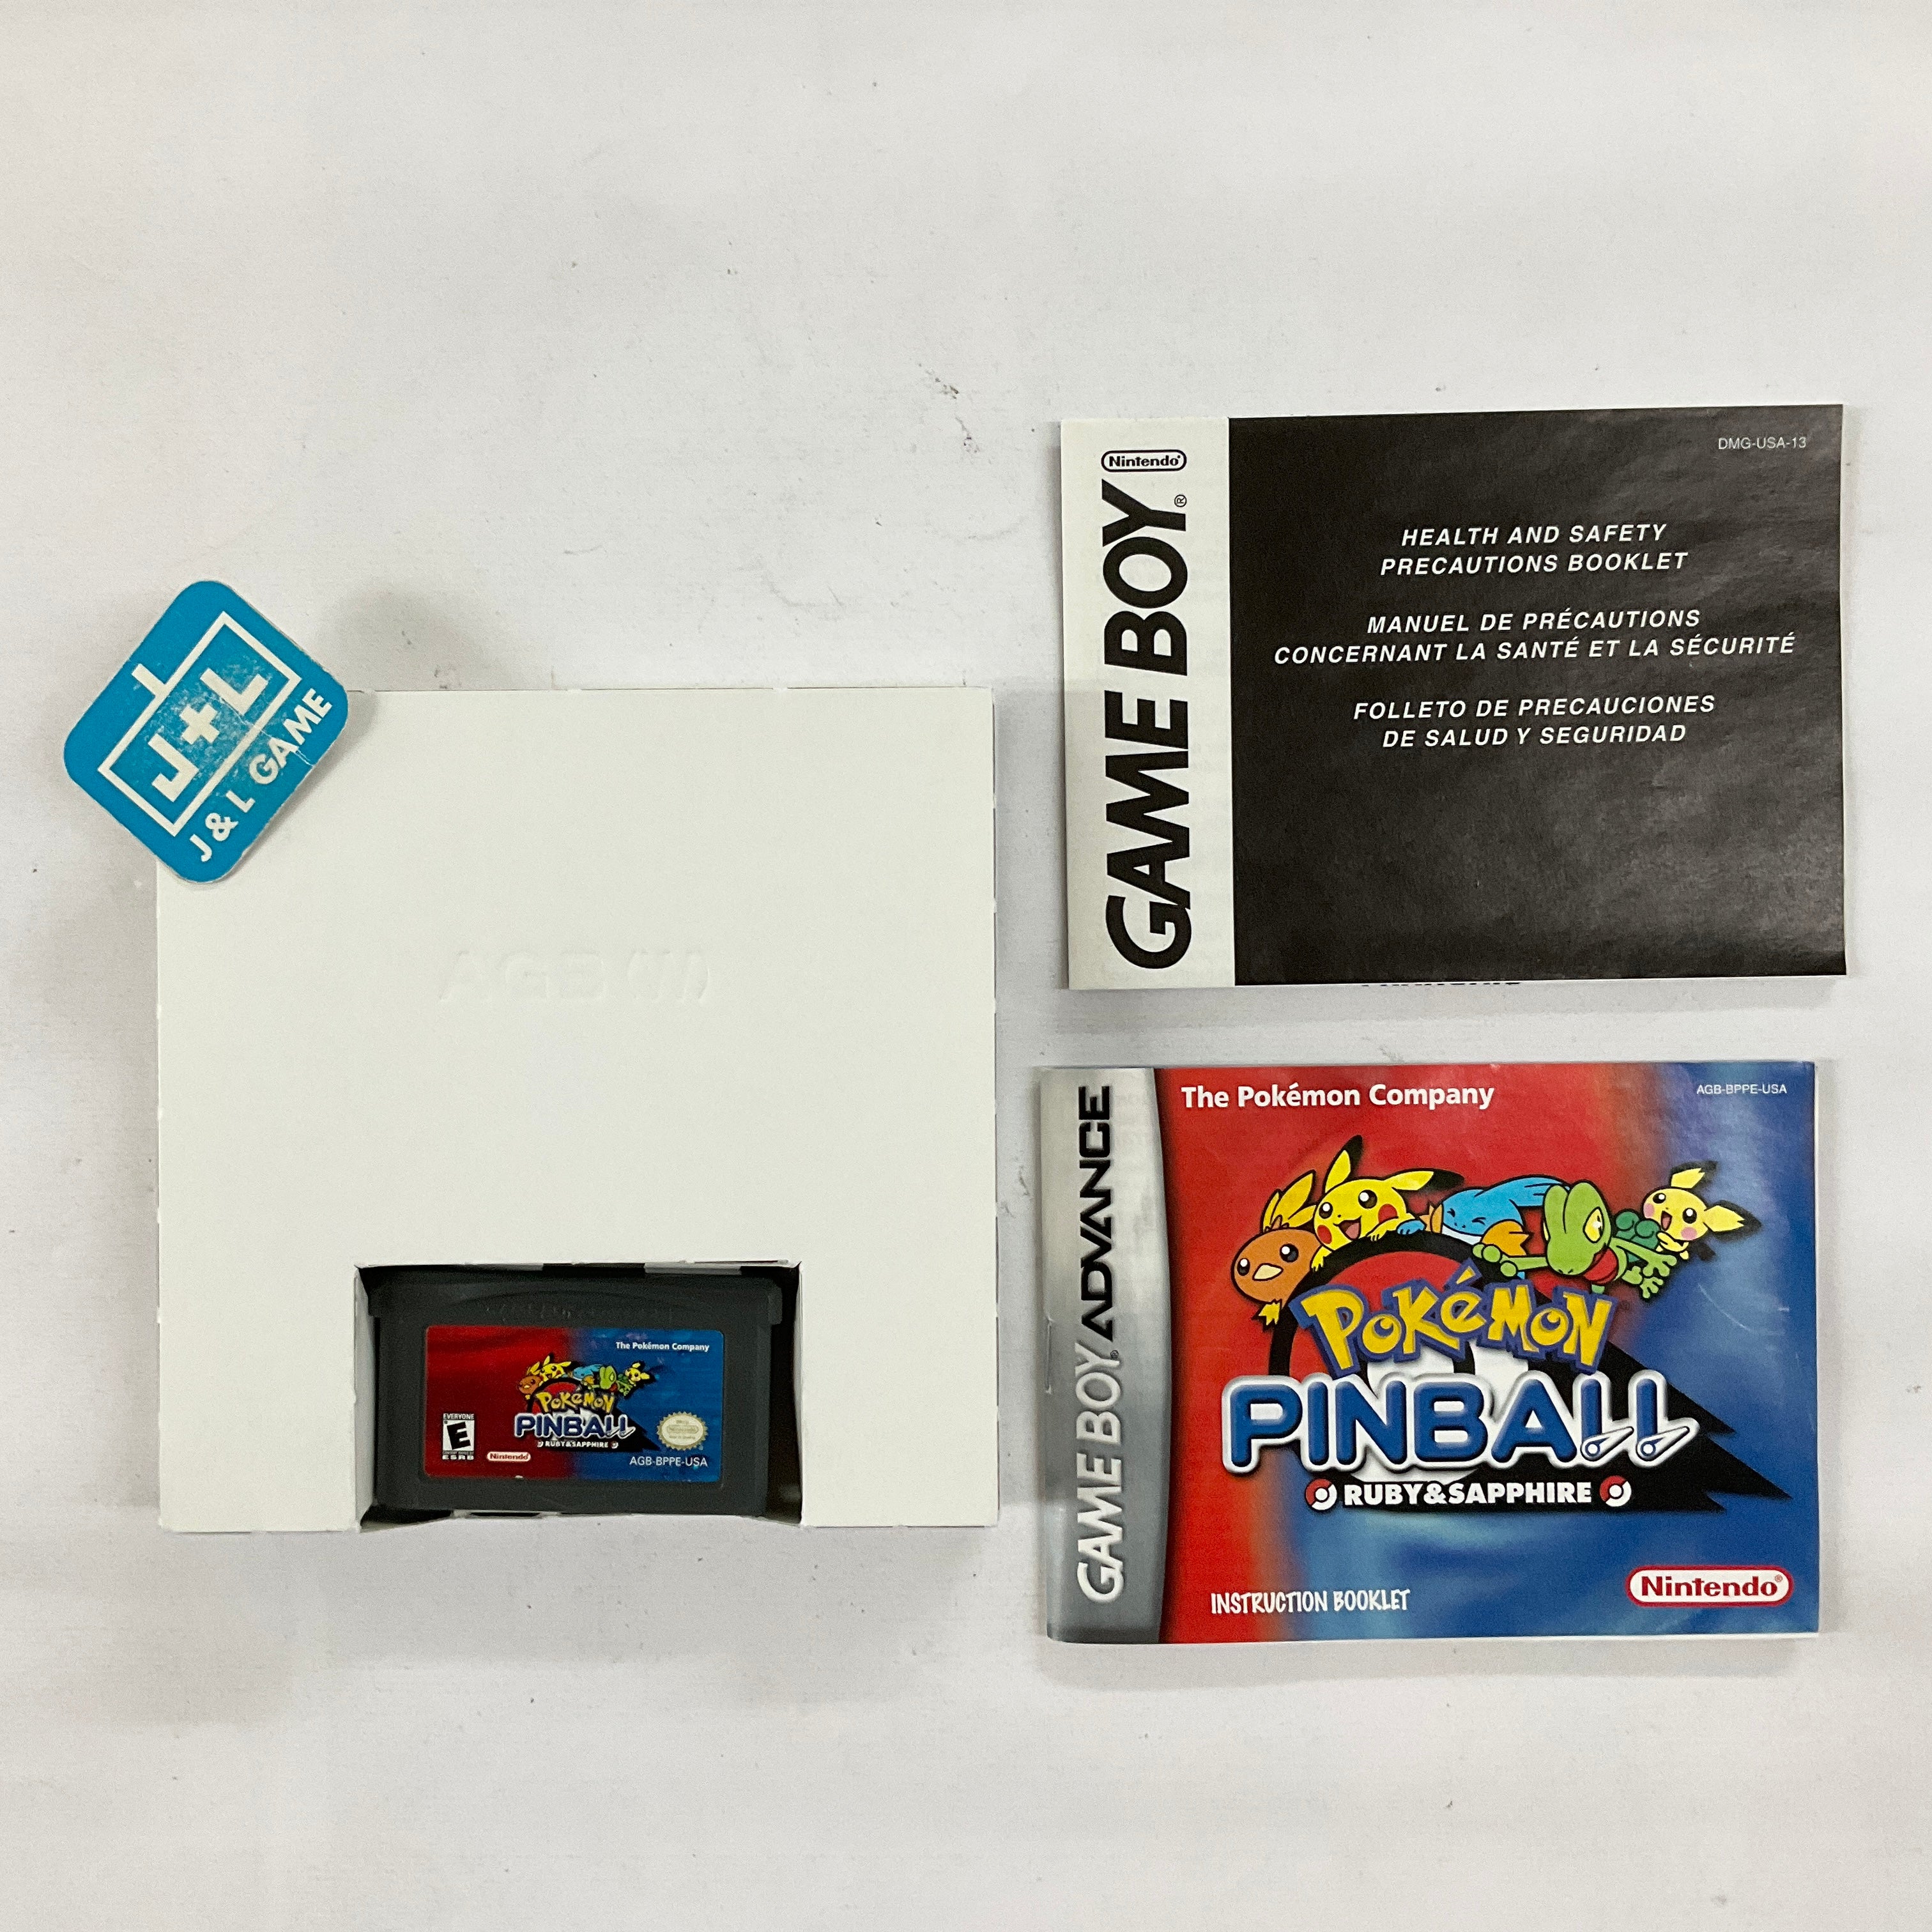 J+L
J & L GAME
AGB
The Pokémon Company
POKéMON
PINBALL
RUBY&SAPPHIRE
EVERYONE
E
ESRB
Nintendo
AGB-BPPE-USA
Nintendo®
GAME BOY®
DMG-USA-13
HEALTH AND SAFETY
PRECAUTIONS BOOKLET
MANUEL DE PRÉCAUTIONS
CONCERNANT LA SANTÉ ET LA SÉCURITÉ
FOLLETO DE PRECAUCIONES
DE SALUD Y SEGURIDAD
GAME BOY ADVANCE
The Pokémon Company
AGB-BPPE-USA
POKéMON
PINBALL
RUBY&SAPPHIRE
INSTRUCTION BOOKLET
Nintendo®